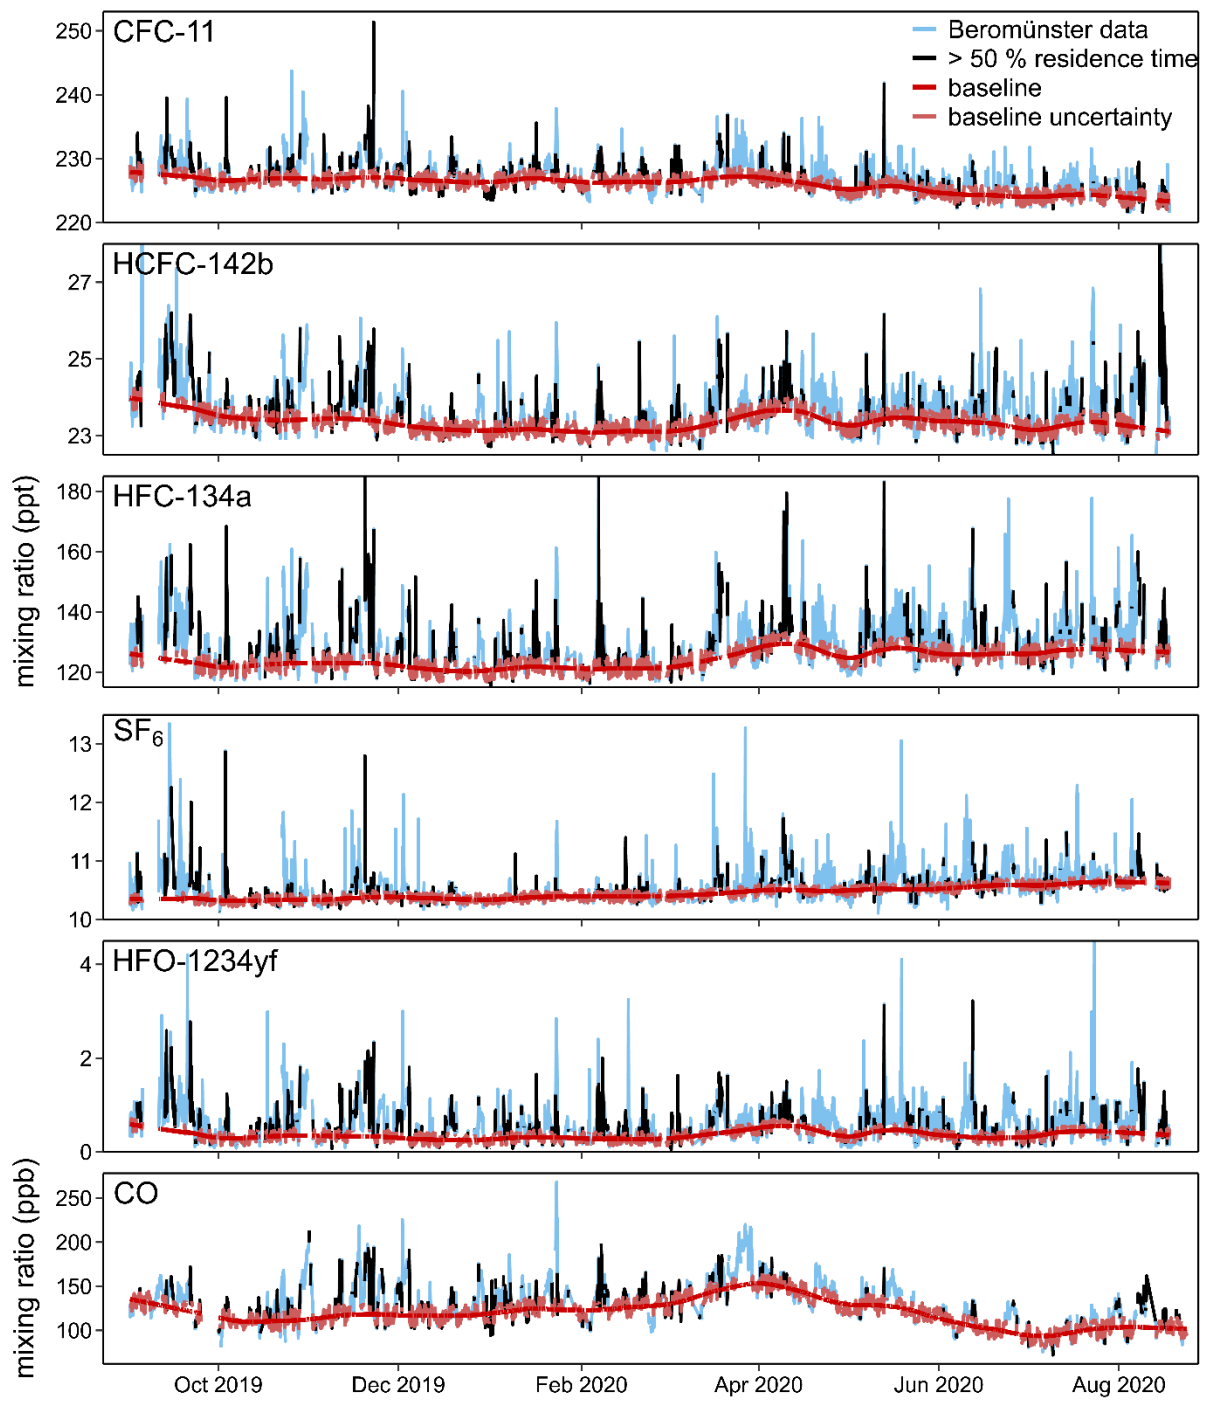 CFC-11
250
240
230
220
Beromünster data
> 50 % residence time
baseline
baseline uncertainty
HCFC-142b
27
25
23
HFC-134a
180
160
140
120
mixing ratio (ppt)
SF6
13
12
11
10
HFO-1234yf
4
2
0
CO
250
200
150
100
mixing ratio (ppb)
Oct 2019 Dec 2019 Feb 2020 Apr 2020 Jun 2020 Aug 2020